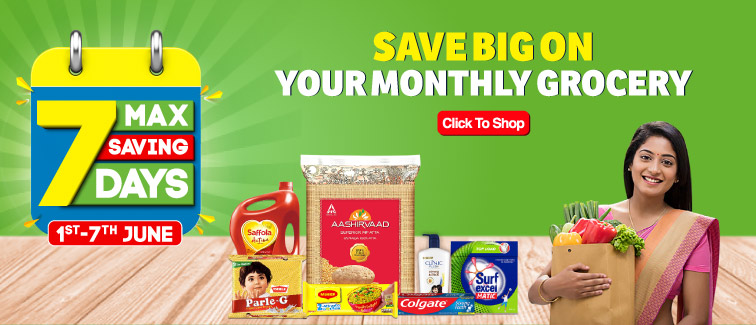 7
MAX
SAVING
DAYS
1ST-7TH JUNE
SAVE BIG ON
YOUR MONTHLY GROCERY
Click To Shop
Saffola
AASHIRVAAD
Parle-G
Colgate
CLINIC
Surf
excel
MATIC